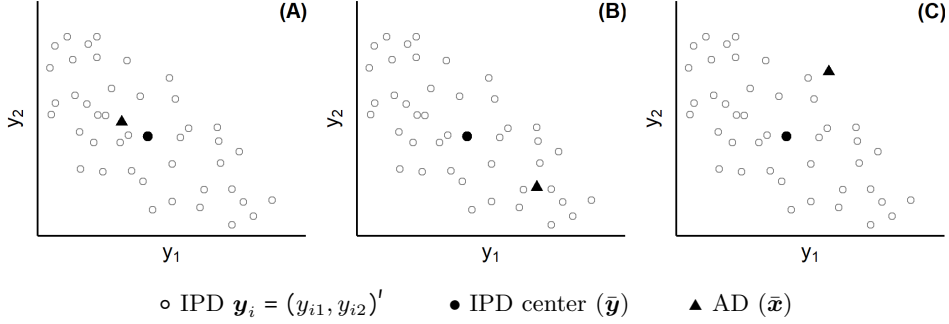 (A) (B) (C)
y₂ y₂ y₂
y₁ y₁ y₁
○ IPD yᵢ = (yᵢ₁, yᵢ₂)′ ● IPD center (ȳ) ▲ AD (x̄)